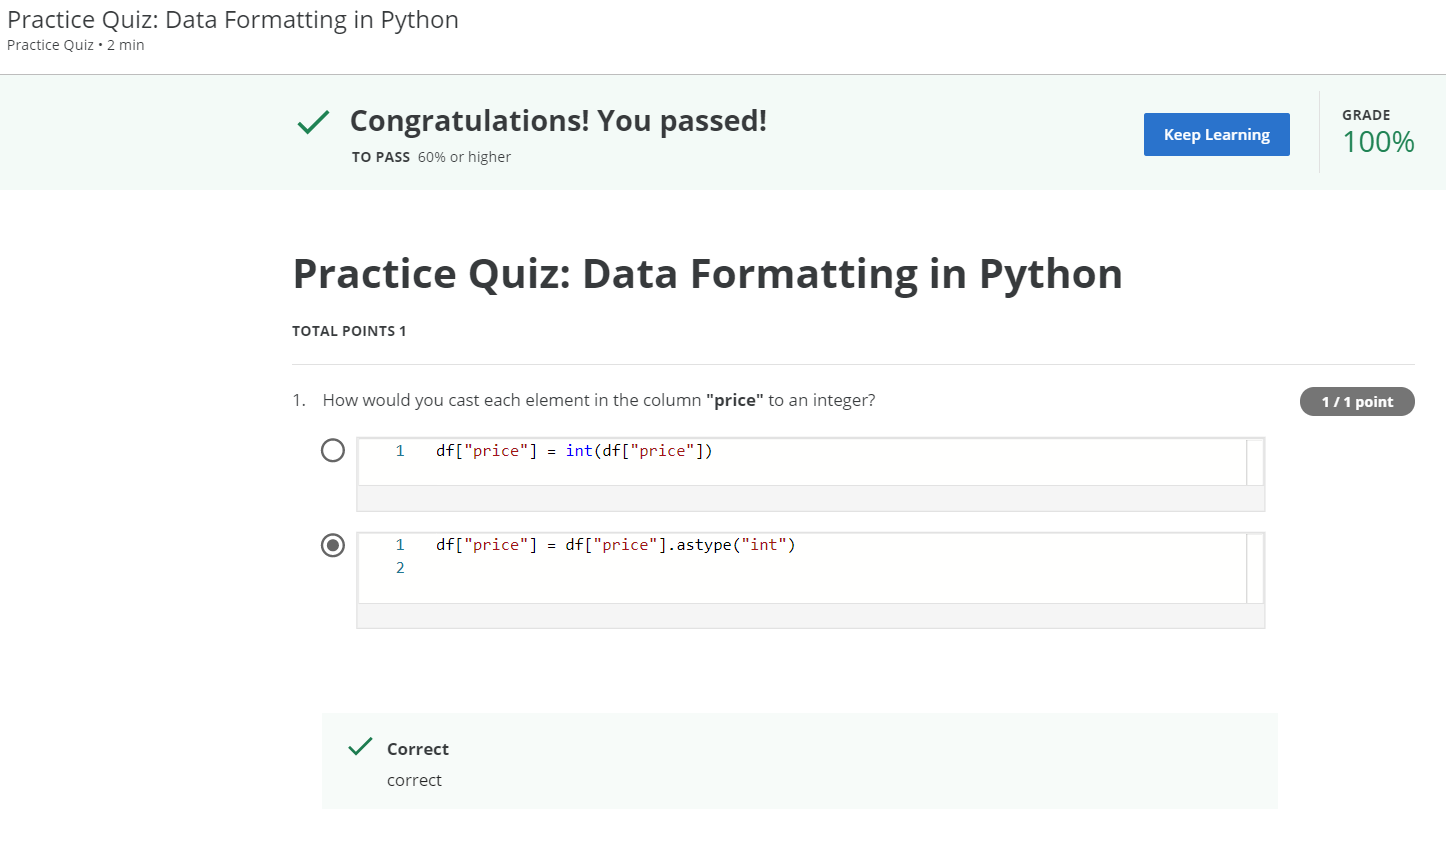 Practice Quiz: Data Formatting in Python
Practice Quiz • 2 min
Congratulations! You passed!
TO PASS 60% or higher
Keep Learning
GRADE
100%
Practice Quiz: Data Formatting in Python
TOTAL POINTS 1
1. How would you cast each element in the column "price" to an integer?
1 / 1 point
1 df["price"] = int(df["price"])
1 df["price"] = df["price"].astype("int")
2
Correct
correct